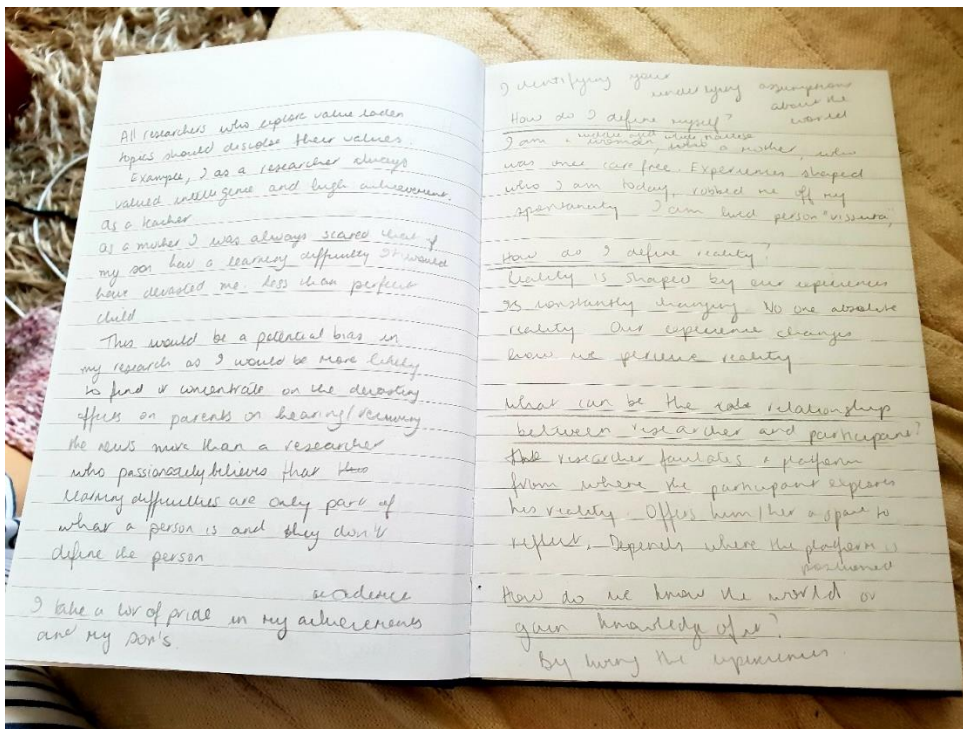 All researchers who explore value laden
topics should disclose their values.
Example, I as a researcher always
valued intelligence and high achievement.
as a teacher
as a mother I was always scared that if
my son had a learning difficulty it would
have devasted me. Less than perfect
child
This would be a potential bias in
my research as I would be more likely
to find & concentrate on the devasting
effects on parents on hearing/receiving
the news more than a researcher
who passionately believes that
learning difficulties are only part of
what a person is and they don't
define the person
academic
I take a lot of pride in my achievements
and my son's.
Identifying your
underlying assumptions
about the
world
How do I define myself?
middle aged white
I am a woman, a mother, who
was once care free. Experiences shaped
who I am today, robbed me off my
spontaneity I am person "vissuta"
How do I define reality?
Reality is shaped by our experiences
Is constantly changing. No one absolute
reality Our experience changes
how we perceive reality
What can be the relationship
between researcher and participant?
researcher facilates a platform
from where the participant explores
his reality. Offers him/her a space to
reflect. Depends where the platform is
positioned
How do we know the world or
gain knowledge of it?
By living the experiences